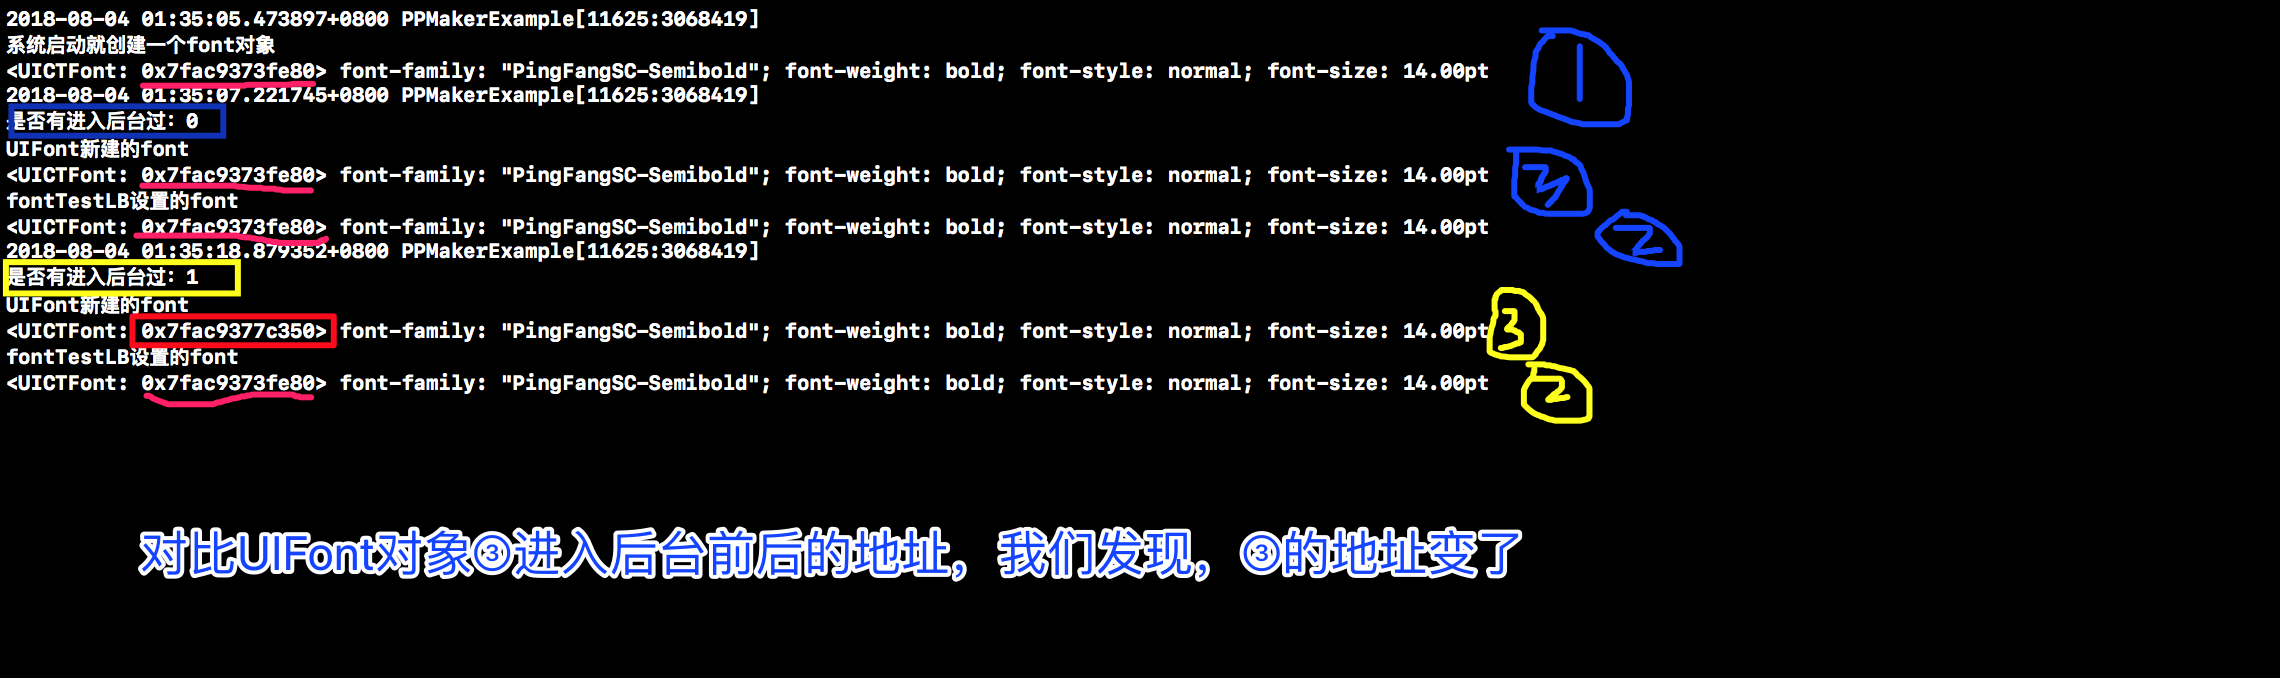 2018-08-04 01:35:05.473897+0800 PPMakerExample[11625:3068419]
系统启动就创建一个font对象
<UICTFont: 0x7fac9373fe80> font-family: "PingFangSC-Semibold"; font-weight: bold; font-style: normal; font-size: 14.00pt
1
2018-08-04 01:35:07.221745+0800 PPMakerExample[11625:3068419]
是否有进入后台过: 0
UIFont新建的font
<UICTFont: 0x7fac9373fe80> font-family: "PingFangSC-Semibold"; font-weight: bold; font-style: normal; font-size: 14.00pt
3
fontTestLB设置的font
<UICTFont: 0x7fac9373fe80> font-family: "PingFangSC-Semibold"; font-weight: bold; font-style: normal; font-size: 14.00pt
2
2018-08-04 01:35:18.879352+0800 PPMakerExample[11625:3068419]
是否有进入后台过: 1
UIFont新建的font
<UICTFont: 0x7fac9377c350> font-family: "PingFangSC-Semibold"; font-weight: bold; font-style: normal; font-size: 14.00pt
3
fontTestLB设置的font
<UICTFont: 0x7fac9373fe80> font-family: "PingFangSC-Semibold"; font-weight: bold; font-style: normal; font-size: 14.00pt
2
对比UIFont对象③进入后台前后的地址，我们发现，③的地址变了